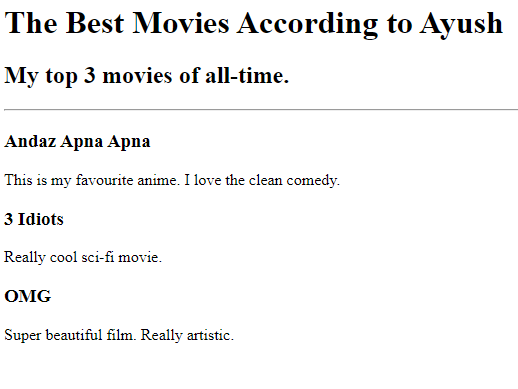 The Best Movies According to Ayush
My top 3 movies of all-time.
Andaz Apna Apna
This is my favourite anime. I love the clean comedy.
3 Idiots
Really cool sci-fi movie.
OMG
Super beautiful film. Really artistic.